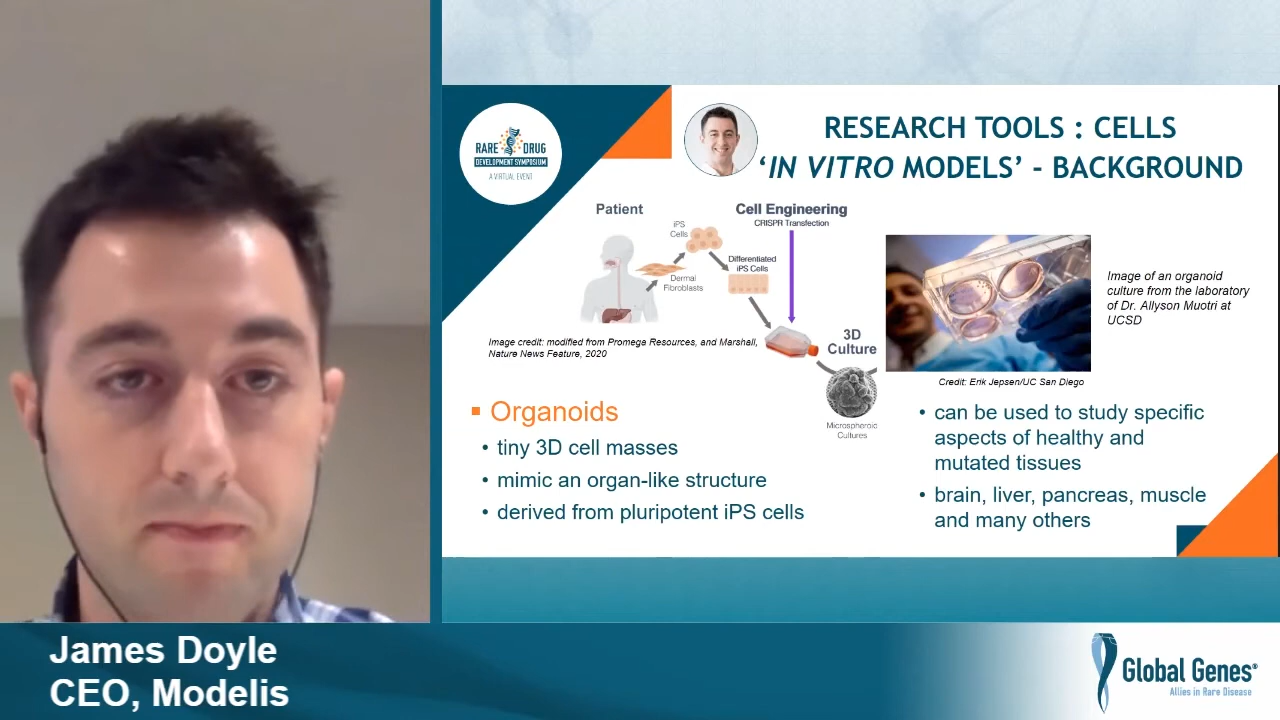 RARE DRUG
DEVELOPMENT SYMPOSIUM
A VIRTUAL EVENT
RESEARCH TOOLS : CELLS
‘IN VITRO MODELS’ - BACKGROUND
Patient
iPS
Cells
Dermal
Fibroblasts
Cell Engineering
CRISPR Transfection
Differentiated
iPS Cells
3D
Culture
Microspheroic
Cultures
Image credit: modified from Promega Resources, and Marshall,
Nature News Feature, 2020
Image of an organoid
culture from the laboratory
of Dr. Allyson Muotri at
UCSD
Credit: Erik Jepsen/UC San Diego
▪ Organoids
• tiny 3D cell masses
• mimic an organ-like structure
• derived from pluripotent iPS cells
• can be used to study specific
aspects of healthy and
mutated tissues
• brain, liver, pancreas, muscle
and many others
James Doyle
CEO, Modelis
Global Genes®
Allies in Rare Disease